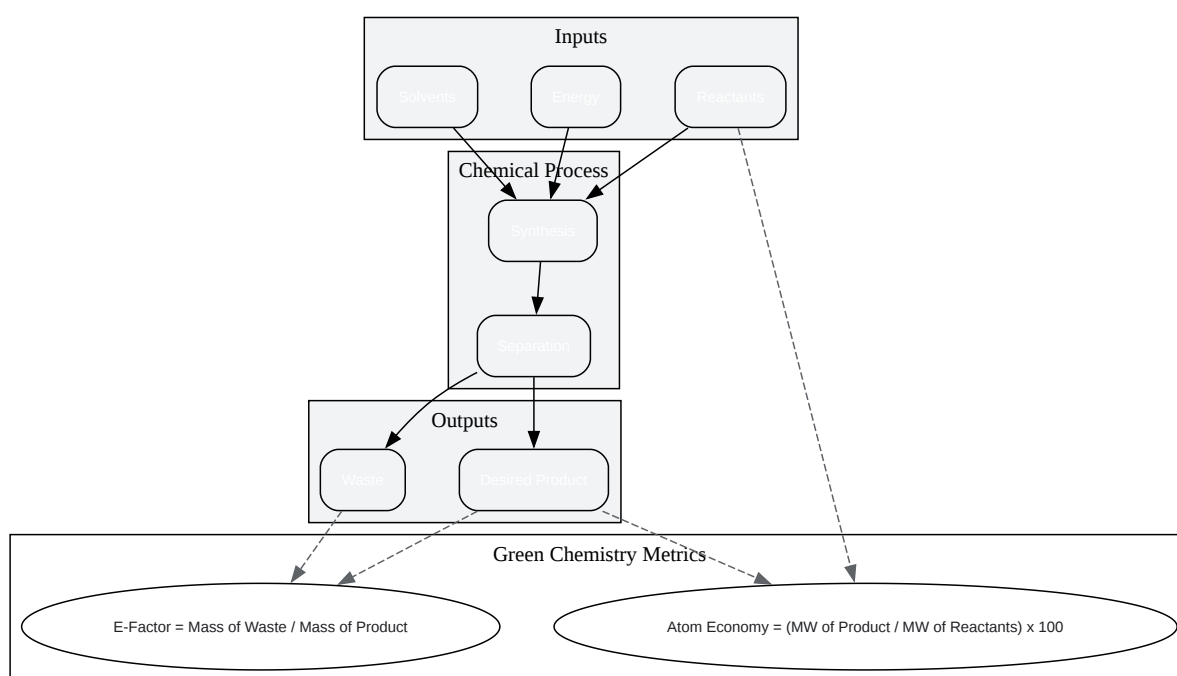 Inputs
Solvents
Energy
Reactants
Chemical Process
Synthesis
Separation
Outputs
Waste
Desired Product
Green Chemistry Metrics
E-Factor = Mass of Waste / Mass of Product
Atom Economy = (MW of Product / MW of Reactants) x 100